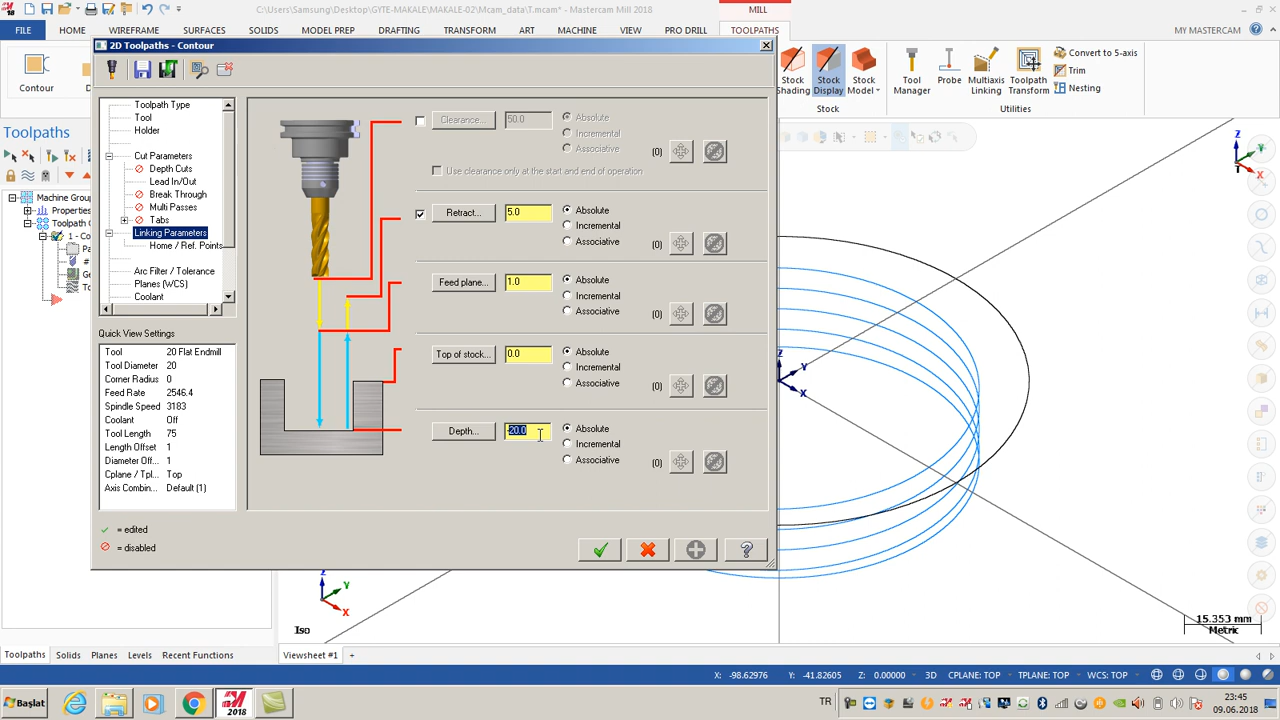 C:\Users\Samsung\Desktop\GYTE-MAKALE\MAKALE-02\Mcam_data\T.mcam* - Mastercam Mill 2018
MILL
FILE HOME WIREFRAME SURFACES SOLIDS MODEL PREP DRAFTING TRANSFORM ART MACHINE VIEW PRO DRILL TOOLPATHS MY MASTERCAM
2D Toolpaths - Contour
Contour
Stock Shading
Stock Display
Stock Model
Tool Manager
Probe
Multiaxis Linking
Toolpath Transform
Convert to 5-axis
Trim
Nesting
Stock
Utilities
Toolpaths
Machine Group
Properties
Toolpath G
1 - Co
Toolpath Type
Tool
Holder
Cut Parameters
Depth Cuts
Lead In/Out
Break Through
Multi Passes
Tabs
Linking Parameters
Home / Ref. Points
Arc Filter / Tolerance
Planes (WCS)
Coolant
Quick View Settings
Tool 20 Flat Endmill
Tool Diameter 20
Corner Radius 0
Feed Rate 2546.4
Spindle Speed 3183
Coolant Off
Tool Length 75
Length Offset 1
Diameter Off... 1
Cplane / Tpl... Top
Axis Combin... Default (1)
= edited
= disabled
Clearance... 50.0 Absolute
Incremental
Associative (0)
Use clearance only at the start and end of operation
Retract... 5.0 Absolute
Incremental
Associative (0)
Feed plane... 1.0 Absolute
Incremental
Associative (0)
Top of stock... 0.0 Absolute
Incremental
Associative (0)
Depth... -20.0 Absolute
Incremental
Associative (0)
Z
Y
X
Z
Y
X
Z
Y
X
Iso
15.353 mm
Metric
Toolpaths Solids Planes Levels Recent Functions
Viewsheet #1 +
X: -98.62976 Y: -41.82605 Z: 0.00000 3D CPLANE: TOP TPLANE: TOP WCS: TOP
Başlat
2018
TR
23:45
09.06.2018